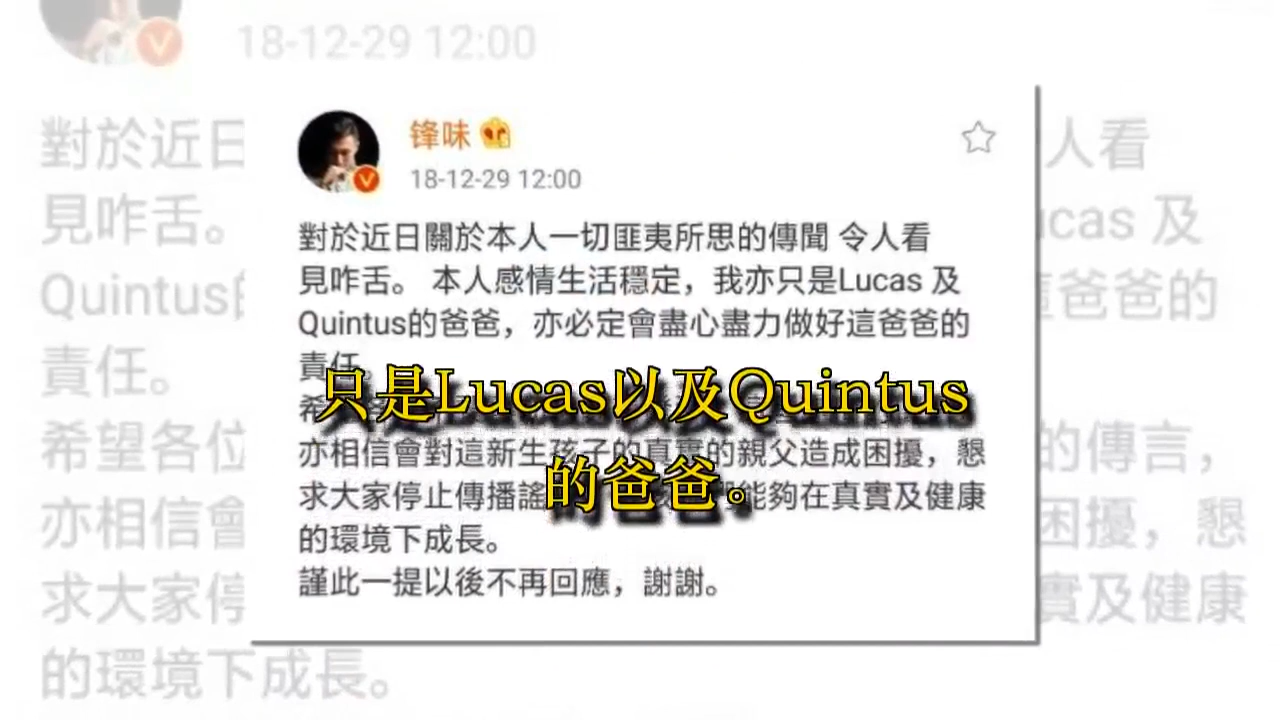 锋味
18-12-29 12:00
對於近日關於本人一切匪夷所思的傳聞 令人看
見咋舌。 本人感情生活穩定，我亦只是Lucas 及
Quintus的爸爸，亦必定會盡心盡力做好這爸爸的
責任。
希
亦相信會對這新生孩子的真實的親父造成困擾，懇
求大家停止傳播謠 能夠在真實及健康
的環境下成長。
謹此一提以後不再回應，謝謝。
只是Lucas以及Quintus
的爸爸。
18-12-29 12:00
對於近日 人看
見咋舌。 ucas 及
Quintus 這爸爸的
責任。
希望各位 的傳言，
亦相信會 困擾，懇
求大家停 實及健康
的環境下成長。